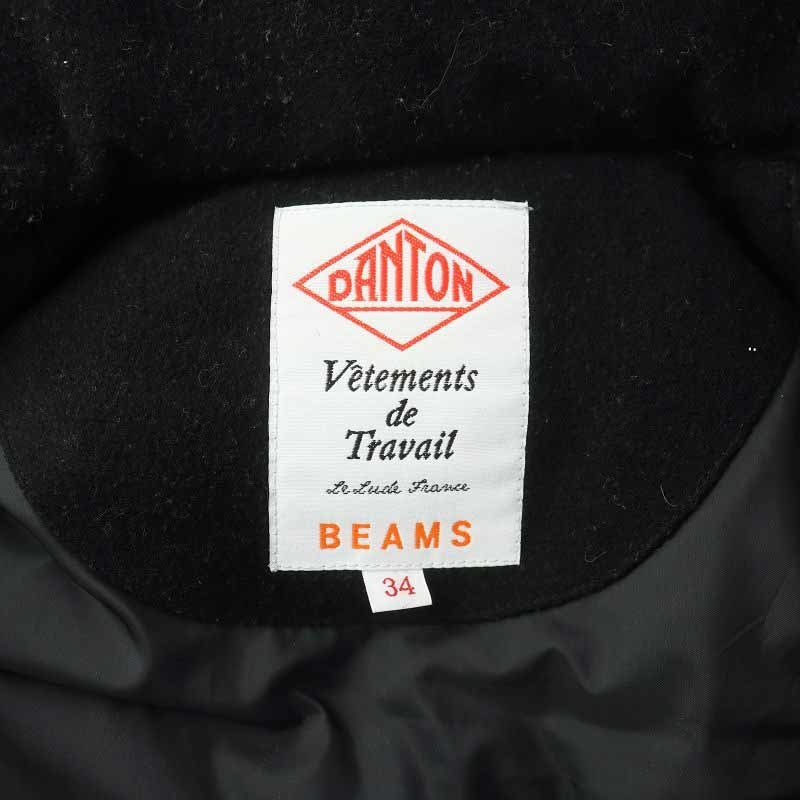 DANTON
Vêtements
de
Travail
Le Lude France
BEAMS
34